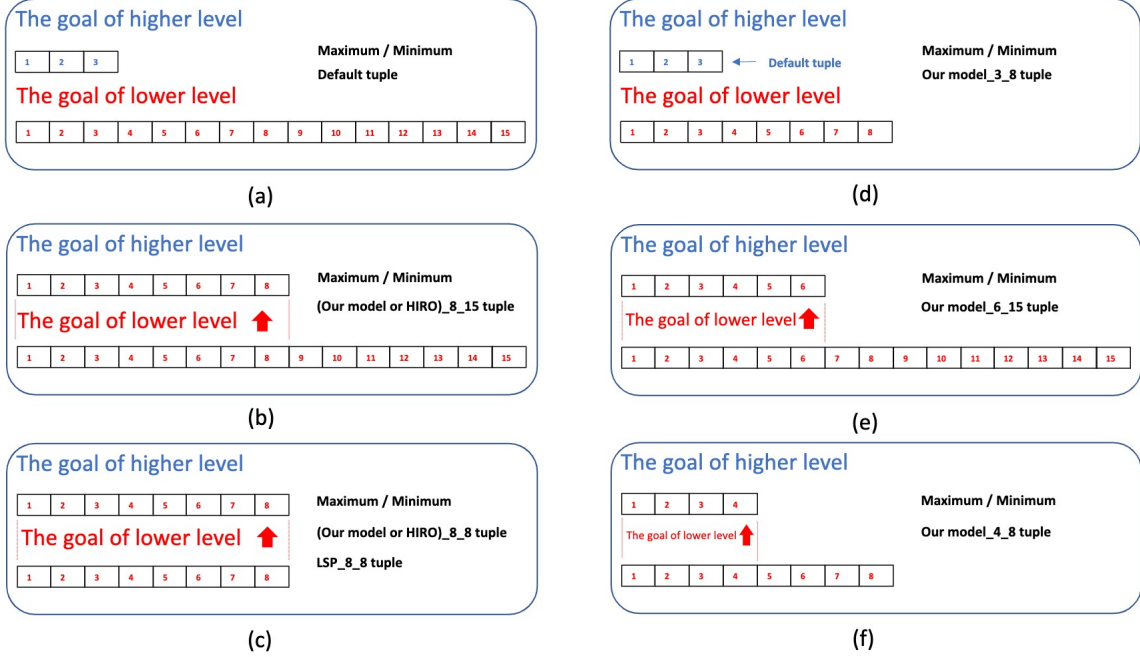 The goal of higher level
1 2 3
Maximum / Minimum
Default tuple
The goal of lower level
1 2 3 4 5 6 7 8 9 10 11 12 13 14 15
(a)
The goal of higher level
1 2 3 4 5 6 7 8
Maximum / Minimum
(Our model or HIRO)_8_15 tuple
The goal of lower level
1 2 3 4 5 6 7 8 9 10 11 12 13 14 15
(b)
The goal of higher level
1 2 3 4 5 6 7 8
Maximum / Minimum
(Our model or HIRO)_8_8 tuple
LSP_8_8 tuple
The goal of lower level
1 2 3 4 5 6 7 8
(c)
The goal of higher level
1 2 3
Default tuple
Maximum / Minimum
Our model_3_8 tuple
The goal of lower level
1 2 3 4 5 6 7 8
(d)
The goal of higher level
1 2 3 4 5 6
Maximum / Minimum
Our model_6_15 tuple
The goal of lower level
1 2 3 4 5 6 7 8 9 10 11 12 13 14 15
(e)
The goal of higher level
1 2 3 4
Maximum / Minimum
Our model_4_8 tuple
The goal of lower level
1 2 3 4 5 6 7 8
(f)